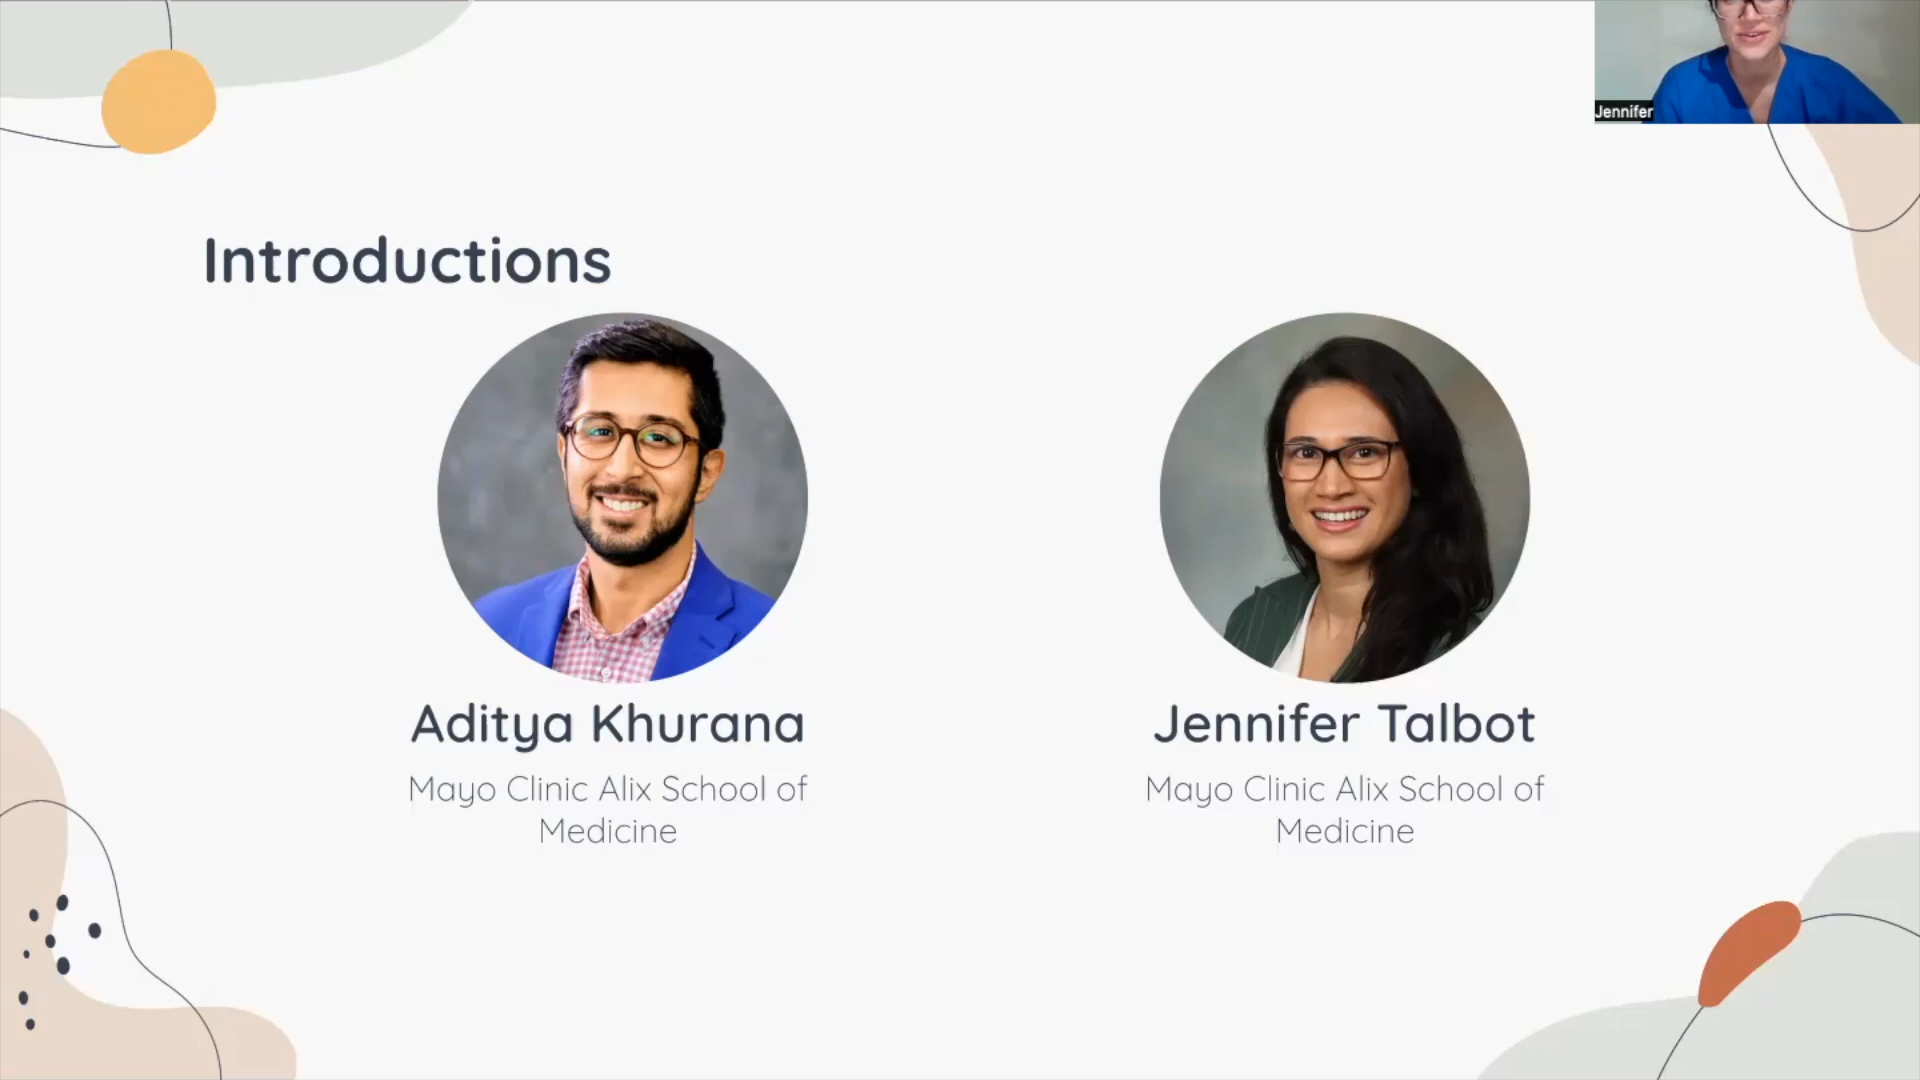 Jennifer
Introductions
Aditya Khurana
Mayo Clinic Alix School of
Medicine
Jennifer Talbot
Mayo Clinic Alix School of
Medicine